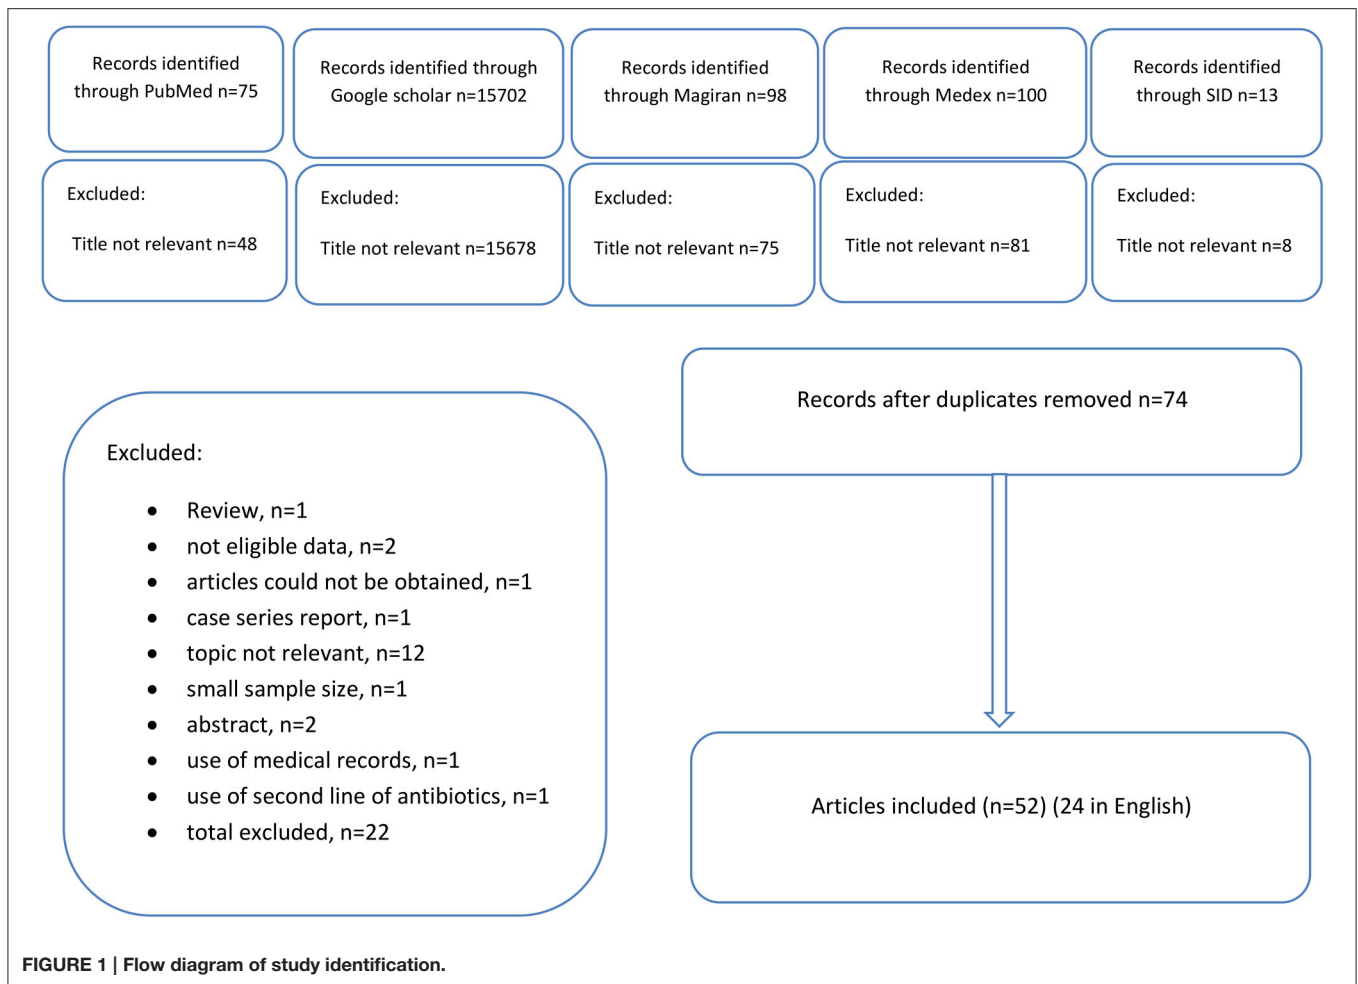 Records identified
through PubMed n=75
Records identified through
Google scholar n=15702
Records identified
through Magiran n=98
Records identified
through Medex n=100
Records identified
through SID n=13
Excluded:
Title not relevant n=48
Excluded:
Title not relevant n=15678
Excluded:
Title not relevant n=75
Excluded:
Title not relevant n=81
Excluded:
Title not relevant n=8
Records after duplicates removed n=74
Excluded:
• Review, n=1
• not eligible data, n=2
• articles could not be obtained, n=1
• case series report, n=1
• topic not relevant, n=12
• small sample size, n=1
• abstract, n=2
• use of medical records, n=1
• use of second line of antibiotics, n=1
• total excluded, n=22
Articles included (n=52) (24 in English)
FIGURE 1 | Flow diagram of study identification.